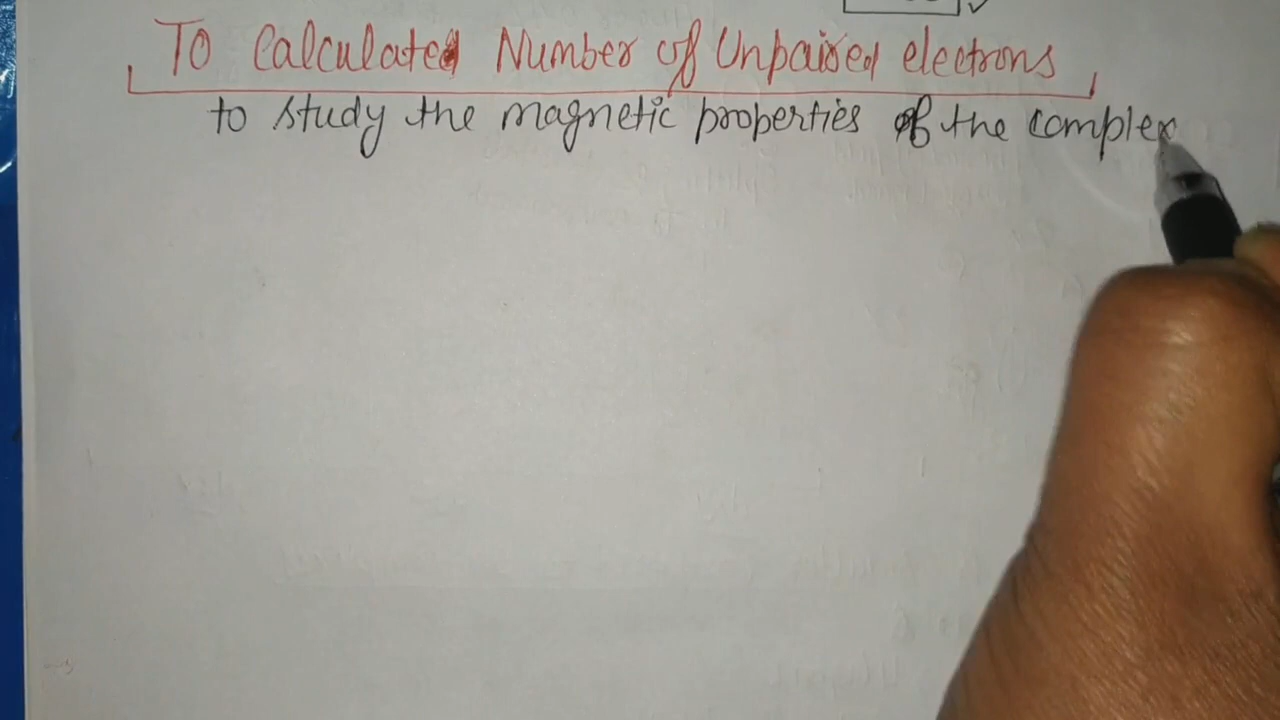 To Calculated Number of Unpaired electrons
to study the magnetic properties of the complex